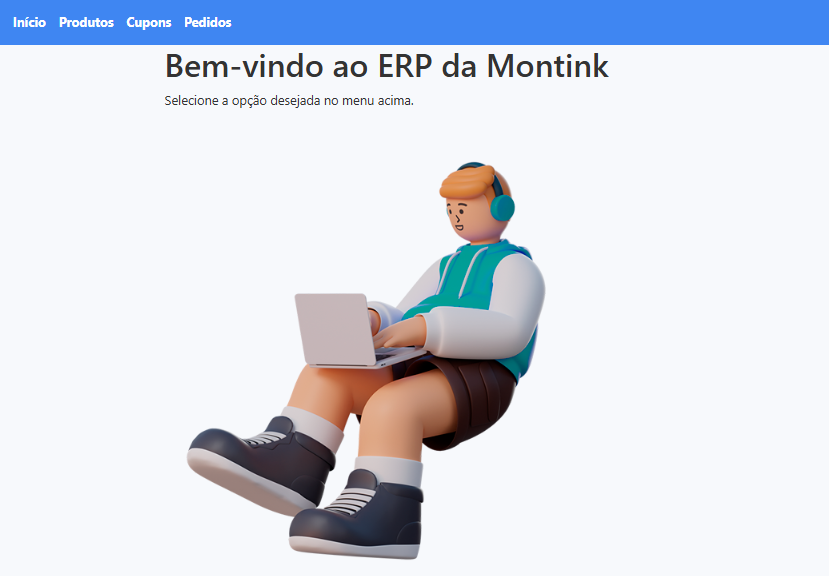 Início Produtos Cupons Pedidos
Bem-vindo ao ERP da Montink
Selecione a opção desejada no menu acima.